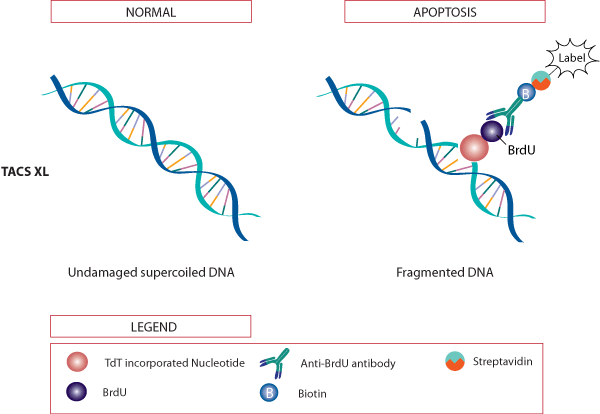 NORMAL
APOPTOSIS
Label
B
BrdU
TACS XL
Undamaged supercoiled DNA
Fragmented DNA
LEGEND
TdT incorporated Nucleotide
Anti-BrdU antibody
Streptavidin
BrdU
B
Biotin